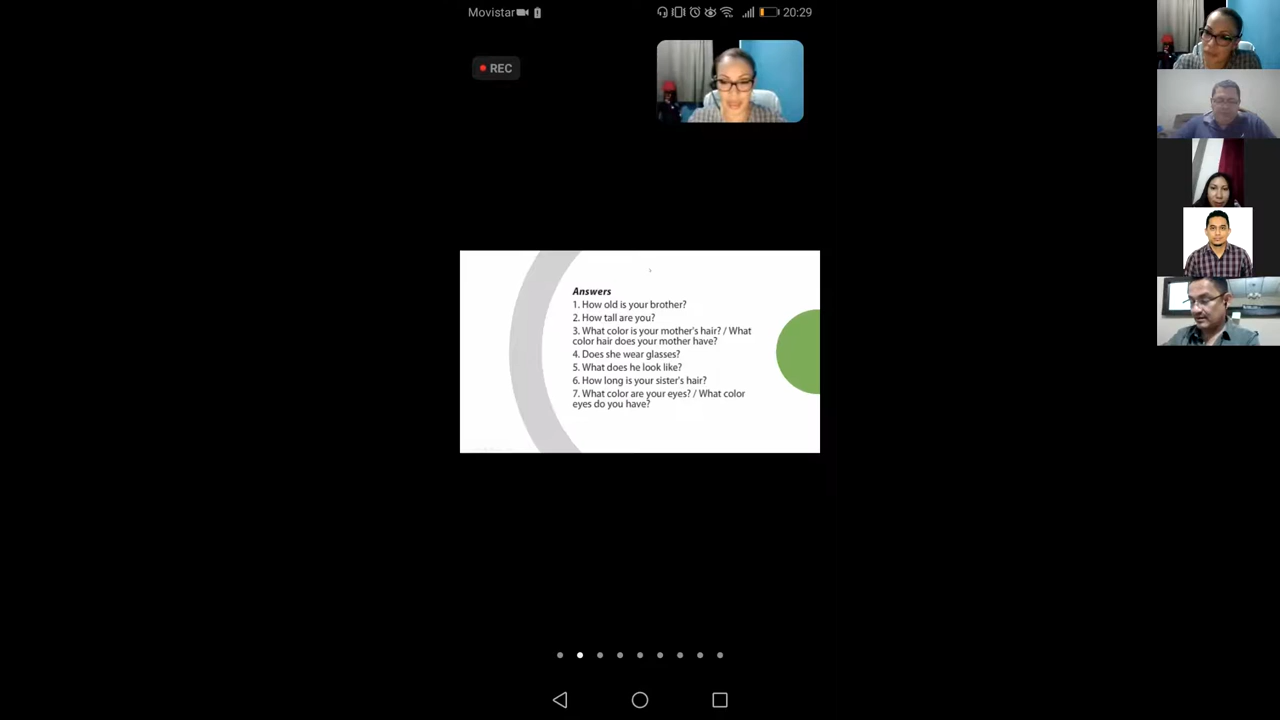 Movistar 20:29
REC
Answers
1. How old is your brother?
2. How tall are you?
3. What color is your mother's hair? / What
color hair does your mother have?
4. Does she wear glasses?
5. What does he look like?
6. How long is your sister's hair?
7. What color are your eyes? / What color
eyes do you have?